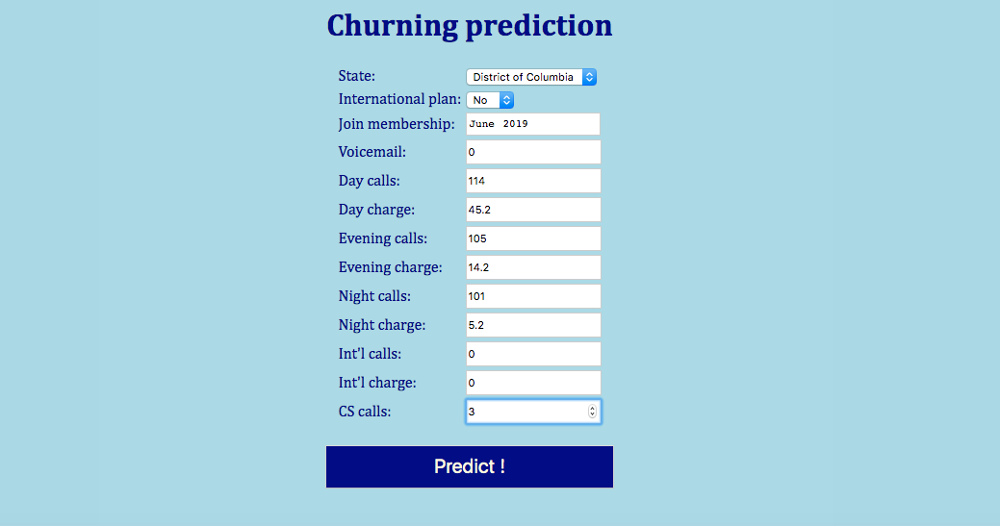 Churning prediction
State: District of Columbia
International plan: No
Join membership: June 2019
Voicemail: 0
Day calls: 114
Day charge: 45.2
Evening calls: 105
Evening charge: 14.2
Night calls: 101
Night charge: 5.2
Int'l calls: 0
Int'l charge: 0
CS calls: 3
Predict !